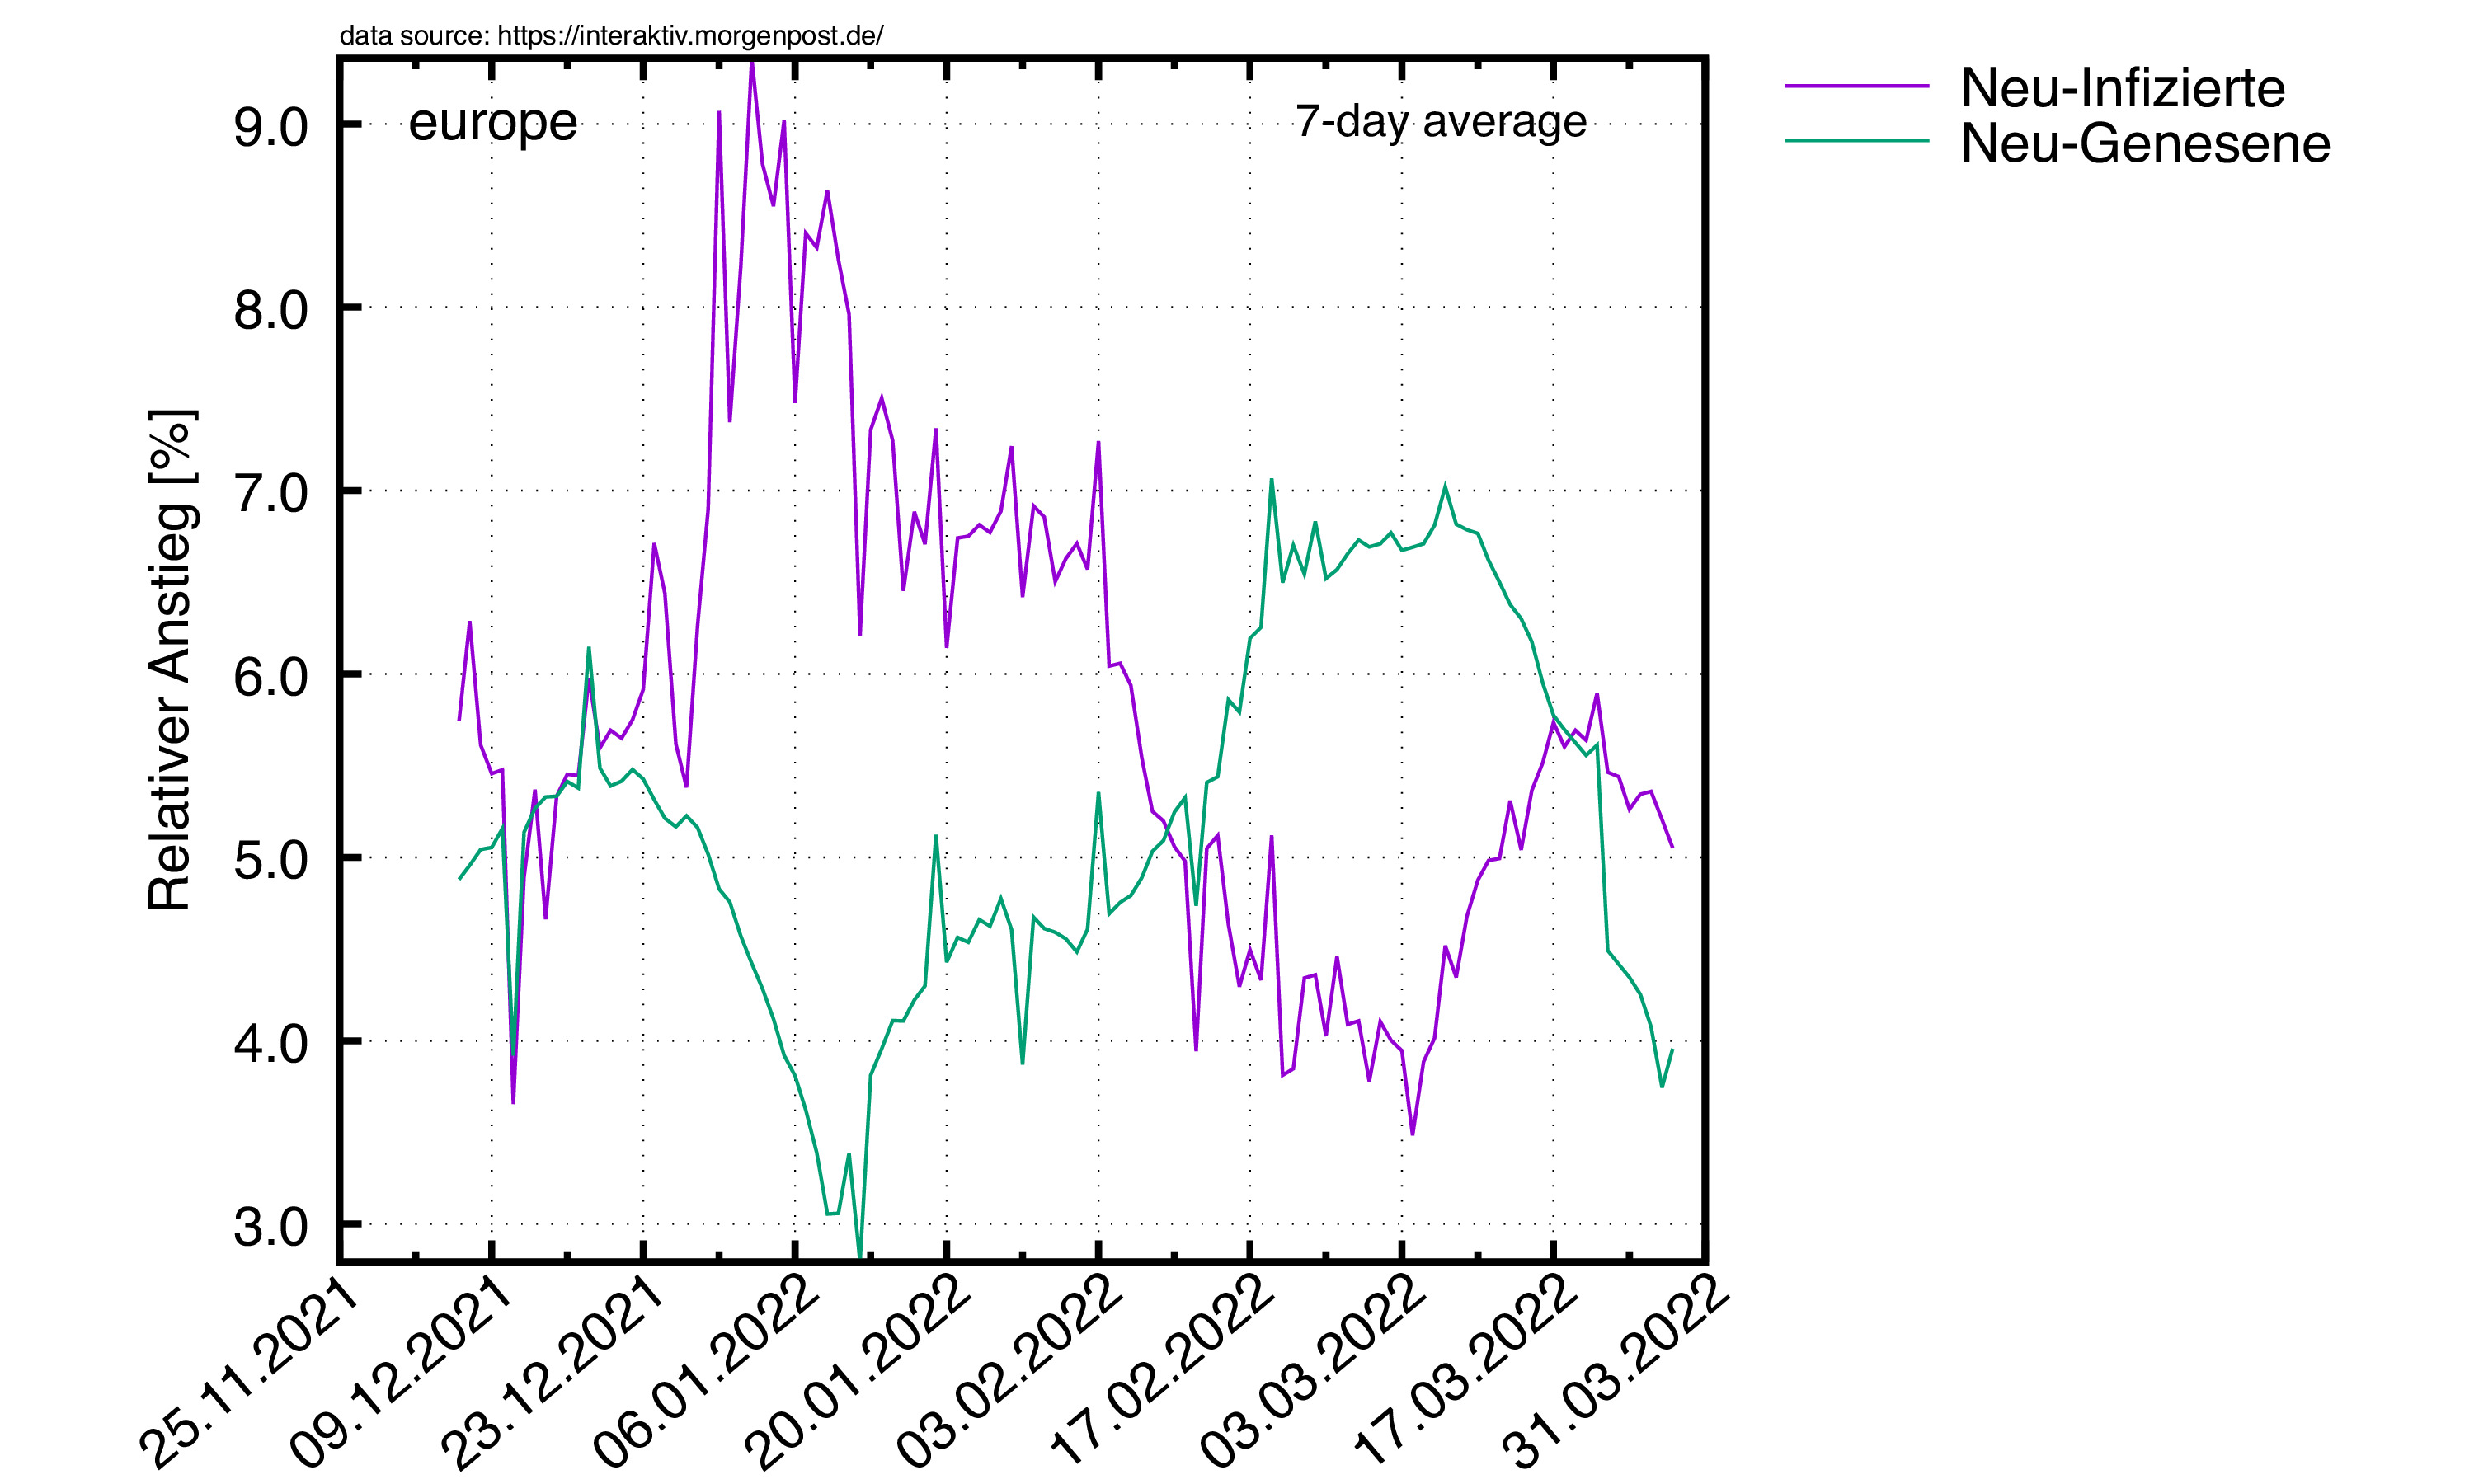 data source: https://interaktiv.morgenpost.de/
europe
7-day average
Neu-Infizierte
Neu-Genesene
Relativer Anstieg [%]
9.0
8.0
7.0
6.0
5.0
4.0
3.0
25.11.2021
09.12.2021
23.12.2021
06.01.2022
20.01.2022
03.02.2022
17.02.2022
03.03.2022
17.03.2022
31.03.2022